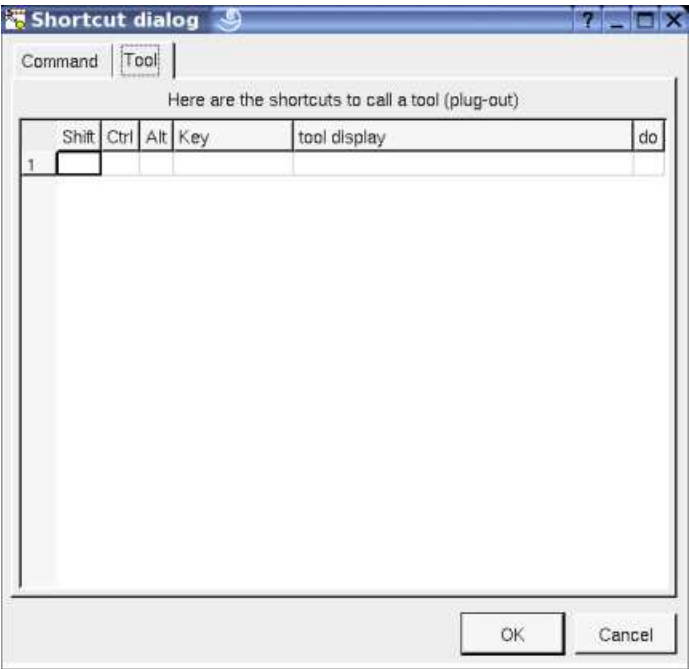 Shortcut dialog
Command Tool
Here are the shortcuts to call a tool (plug-out)
Shift Ctrl Alt Key tool display do
1
OK Cancel